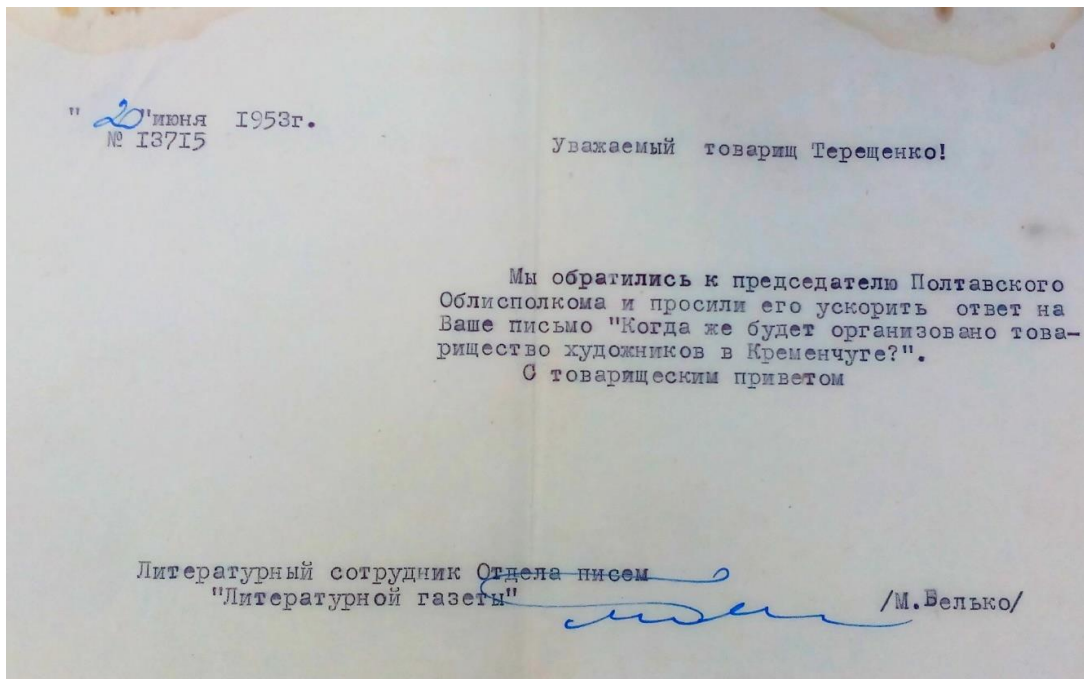 " 20 "июня 1953г.
№ 13715
Уважаемый товарищ Терещенко!
Мы обратились к председателю Полтавского
Облисполкома и просили его ускорить ответ на
Ваше письмо "Когда же будет организовано това-
рищество художников в Кременчуге?".
С товарищеским приветом
Литературный сотрудник Отдела писем
"Литературной газеты"
/М.Белько/